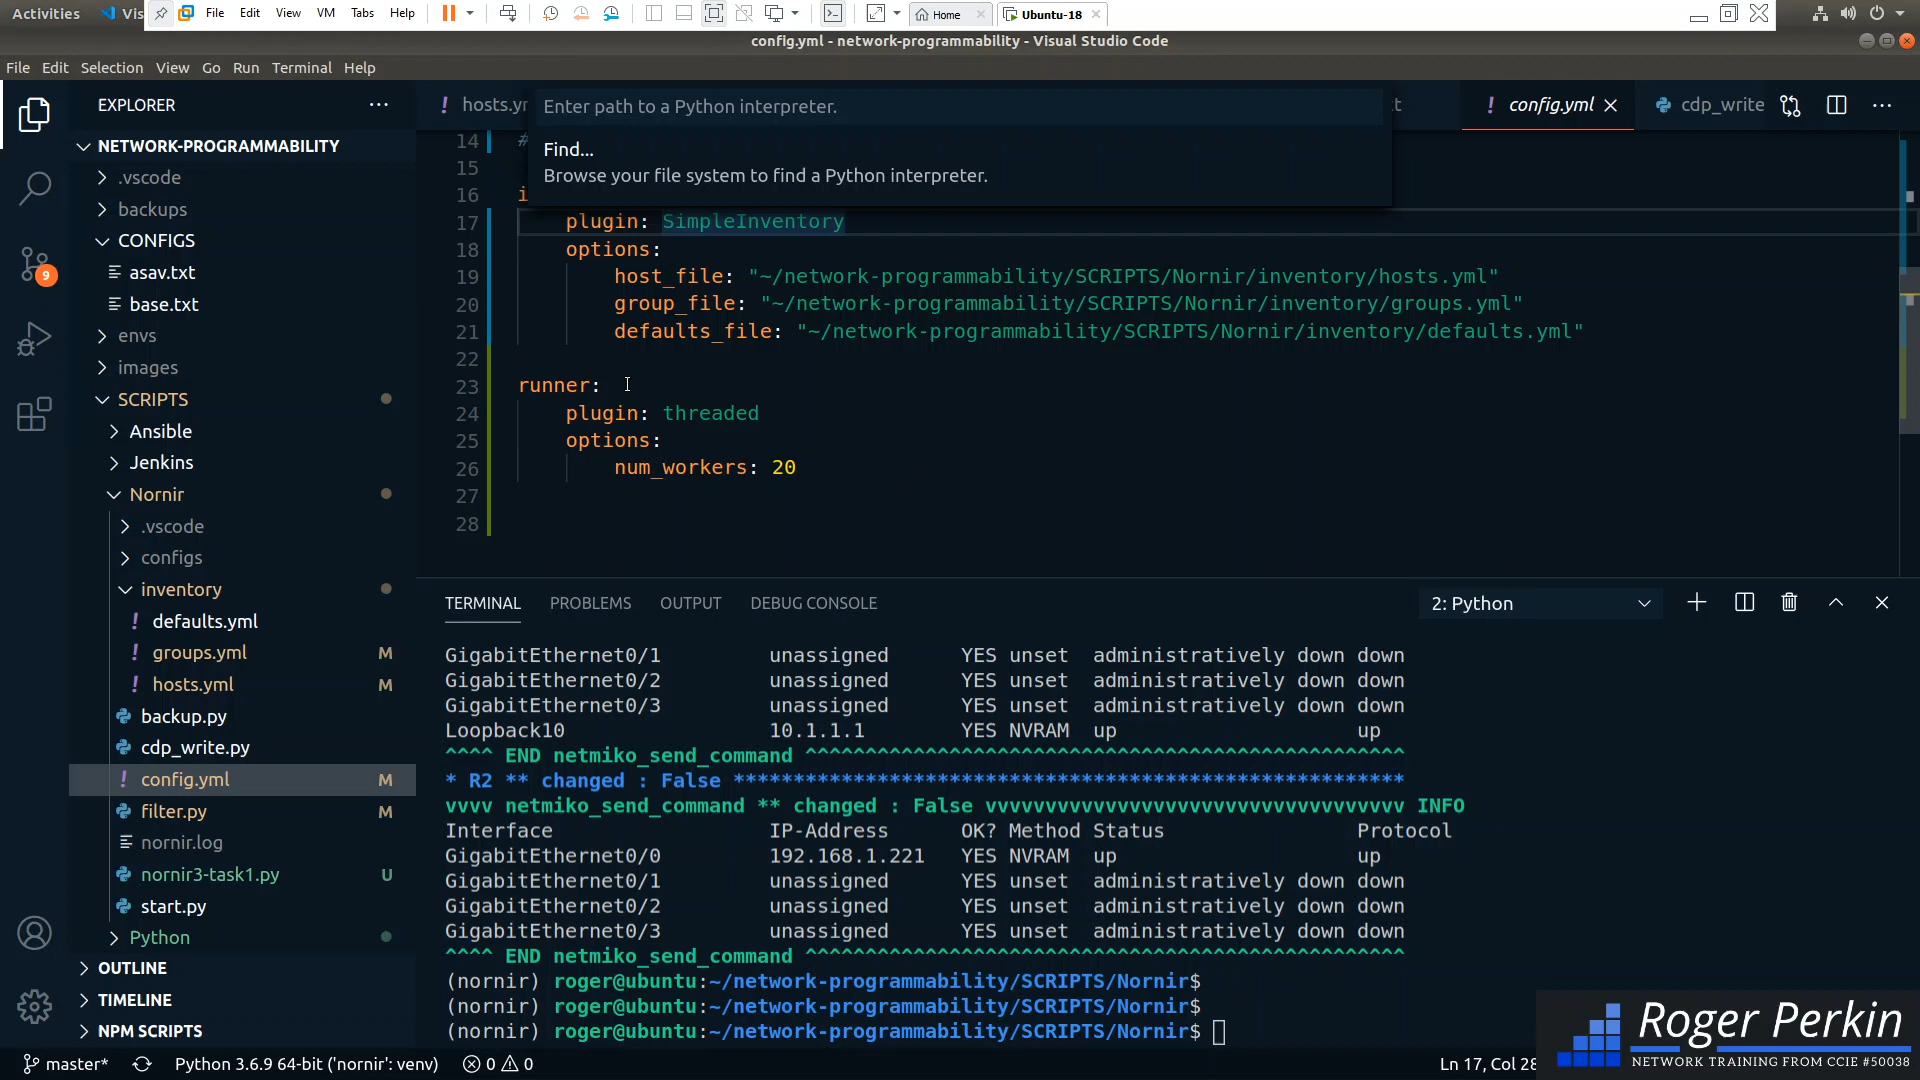 Activities
Vis
File Edit View VM Tabs Help
Home
Ubuntu-18
config.yml - network-programmability - Visual Studio Code
File Edit Selection View Go Run Terminal Help
EXPLORER
hosts.yr
Enter path to a Python interpreter.
t
config.yml
cdp_write
Find...
Browse your file system to find a Python interpreter.
NETWORK-PROGRAMMABILITY
.vscode
backups
CONFIGS
asav.txt
base.txt
envs
images
SCRIPTS
Ansible
Jenkins
Nornir
.vscode
configs
inventory
defaults.yml
groups.yml M
hosts.yml M
backup.py
cdp_write.py
config.yml M
filter.py M
nornir.log
nornir3-task1.py U
start.py
Python
OUTLINE
TIMELINE
NPM SCRIPTS
9
14 #
15
16 i
17 plugin: SimpleInventory
18 options:
19 host_file: "~/network-programmability/SCRIPTS/Nornir/inventory/hosts.yml"
20 group_file: "~/network-programmability/SCRIPTS/Nornir/inventory/groups.yml"
21 defaults_file: "~/network-programmability/SCRIPTS/Nornir/inventory/defaults.yml"
22
23 runner:
24 plugin: threaded
25 options:
26 num_workers: 20
27
28
TERMINAL PROBLEMS OUTPUT DEBUG CONSOLE
2: Python
GigabitEthernet0/1 unassigned YES unset administratively down down
GigabitEthernet0/2 unassigned YES unset administratively down down
GigabitEthernet0/3 unassigned YES unset administratively down down
Loopback10 10.1.1.1 YES NVRAM up up
^^^^ END netmiko_send_command ^^^^^^^^^^^^^^^^^^^^^^^^^^^^^^^^^^^^^^^^^^^^^^^^^^
* R2 ** changed : False ********************************************************
vvvv netmiko_send_command ** changed : False vvvvvvvvvvvvvvvvvvvvvvvvvvvvvvvvvvv INFO
Interface IP-Address OK? Method Status Protocol
GigabitEthernet0/0 192.168.1.221 YES NVRAM up up
GigabitEthernet0/1 unassigned YES unset administratively down down
GigabitEthernet0/2 unassigned YES unset administratively down down
GigabitEthernet0/3 unassigned YES unset administratively down down
^^^^ END netmiko_send_command ^^^^^^^^^^^^^^^^^^^^^^^^^^^^^^^^^^^^^^^^^^^^^^^^^^
(nornir) roger@ubuntu:~/network-programmability/SCRIPTS/Nornir$
(nornir) roger@ubuntu:~/network-programmability/SCRIPTS/Nornir$
(nornir) roger@ubuntu:~/network-programmability/SCRIPTS/Nornir$
master* Python 3.6.9 64-bit ('nornir': venv) 0 0
Ln 17, Col 28
Roger Perkin
NETWORK TRAINING FROM CCIE #50038